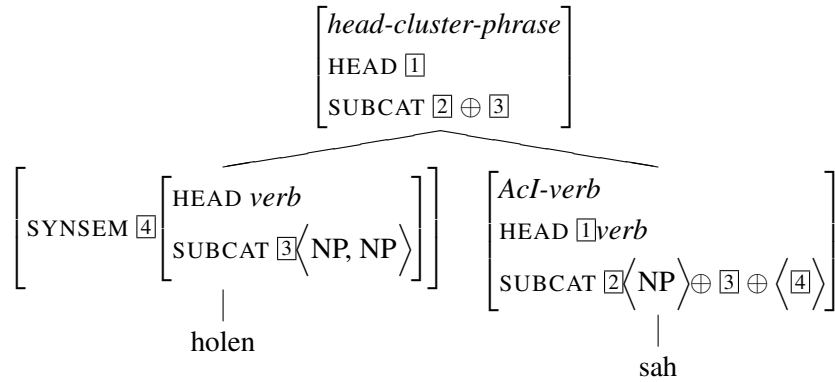 head-cluster-phrase
HEAD 1
SUBCAT 2 ⊕ 3
SYNSEM 4
HEAD verb
SUBCAT 3⟨NP, NP⟩
AcI-verb
HEAD 1verb
SUBCAT 2⟨NP⟩⊕ 3 ⊕ ⟨4⟩
holen
sah